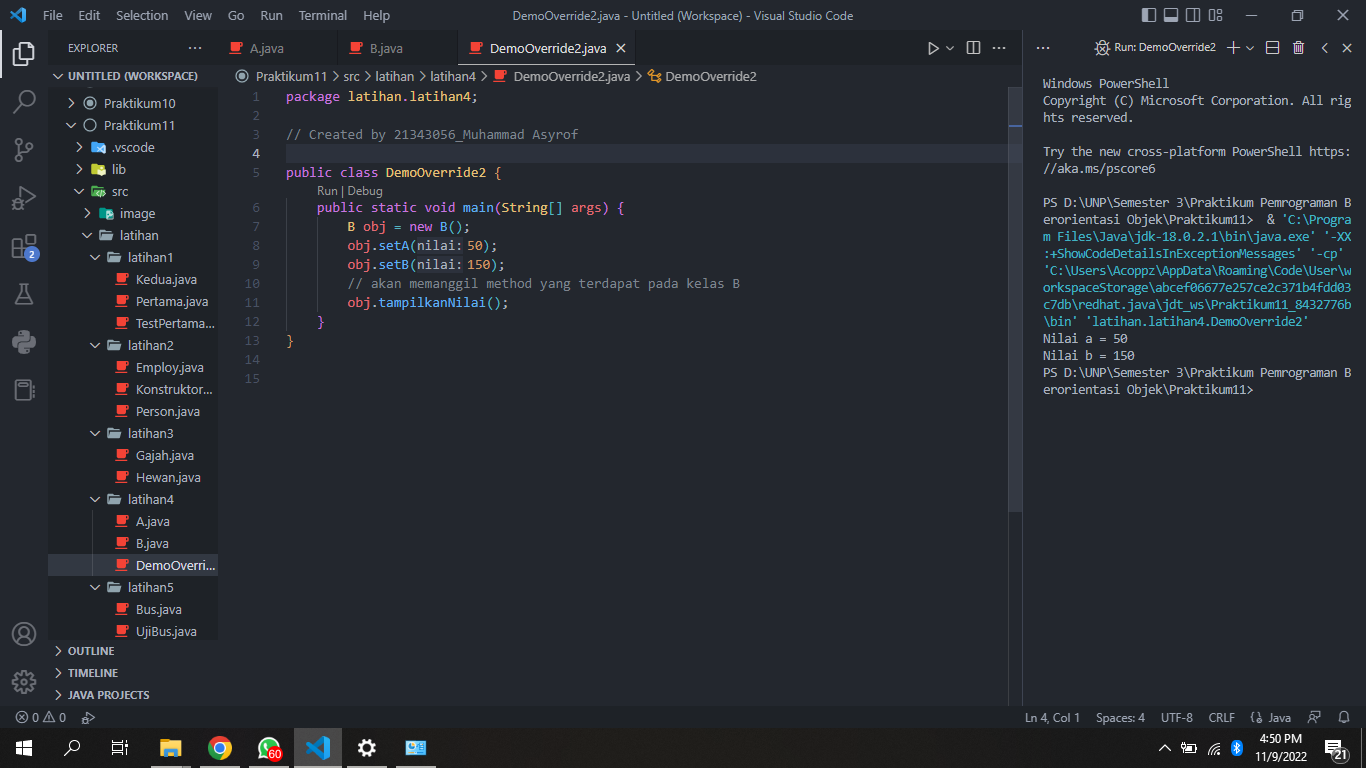 File Edit Selection View Go Run Terminal Help DemoOverride2.java - Untitled (Workspace) - Visual Studio Code
EXPLORER
UNTITLED (WORKSPACE)
Praktikum10
Praktikum11
.vscode
lib
src
image
latihan
latihan1
Kedua.java
Pertama.java
TestPertama...
latihan2
Employ.java
Konstruktor...
Person.java
latihan3
Gajah.java
Hewan.java
latihan4
A.java
B.java
DemoOverri...
latihan5
Bus.java
UjiBus.java
OUTLINE
TIMELINE
JAVA PROJECTS
2
A.java B.java DemoOverride2.java
Praktikum11 > src > latihan > latihan4 > DemoOverride2.java > DemoOverride2
1 package latihan.latihan4;
2
3 // Created by 21343056_Muhammad Asyrof
4
5 public class DemoOverride2 {
Run | Debug
6 public static void main(String[] args) {
7 B obj = new B();
8 obj.setA(nilai: 50);
9 obj.setB(nilai: 150);
10 // akan memanggil method yang terdapat pada kelas B
11 obj.tampilkanNilai();
12 }
13 }
14
15
Run: DemoOverride2
Windows PowerShell
Copyright (C) Microsoft Corporation. All rig
hts reserved.
Try the new cross-platform PowerShell https:
//aka.ms/pscore6
PS D:\UNP\Semester 3\Praktikum Pemrograman B
erorientasi Objek\Praktikum11>  & 'C:\Progra
m Files\Java\jdk-18.0.2.1\bin\java.exe' '-XX
:+ShowCodeDetailsInExceptionMessages' '-cp'
'C:\Users\Acoppz\AppData\Roaming\Code\User\w
orkspaceStorage\abcef06677e257ce2c371b4fdd03
c7db\redhat.java\jdt_ws\Praktikum11_8432776b
\bin' 'latihan.latihan4.DemoOverride2'
Nilai a = 50
Nilai b = 150
PS D:\UNP\Semester 3\Praktikum Pemrograman B
erorientasi Objek\Praktikum11>
0 0
Ln 4, Col 1 Spaces: 4 UTF-8 CRLF {} Java
60
4:50 PM
11/9/2022
21